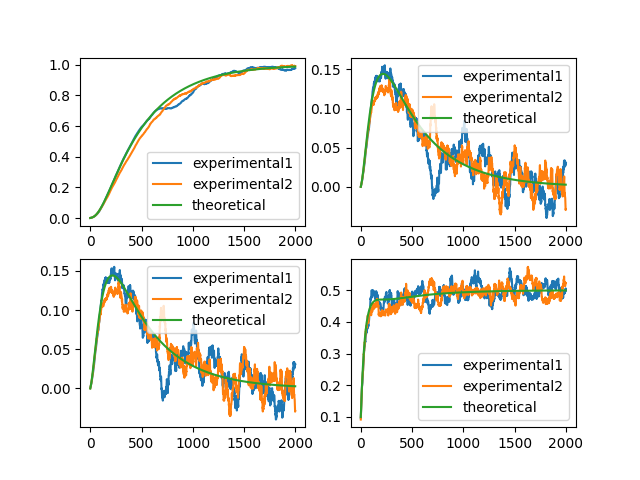 1.0
0.8
0.6
0.4
0.2
0.0
0 500 1000 1500 2000
experimental1
experimental2
theoretical
0.15
0.10
0.05
0.00
0 500 1000 1500 2000
experimental1
experimental2
theoretical
0.15
0.10
0.05
0.00
0 500 1000 1500 2000
experimental1
experimental2
theoretical
0.5
0.4
0.3
0.2
0.1
0 500 1000 1500 2000
experimental1
experimental2
theoretical